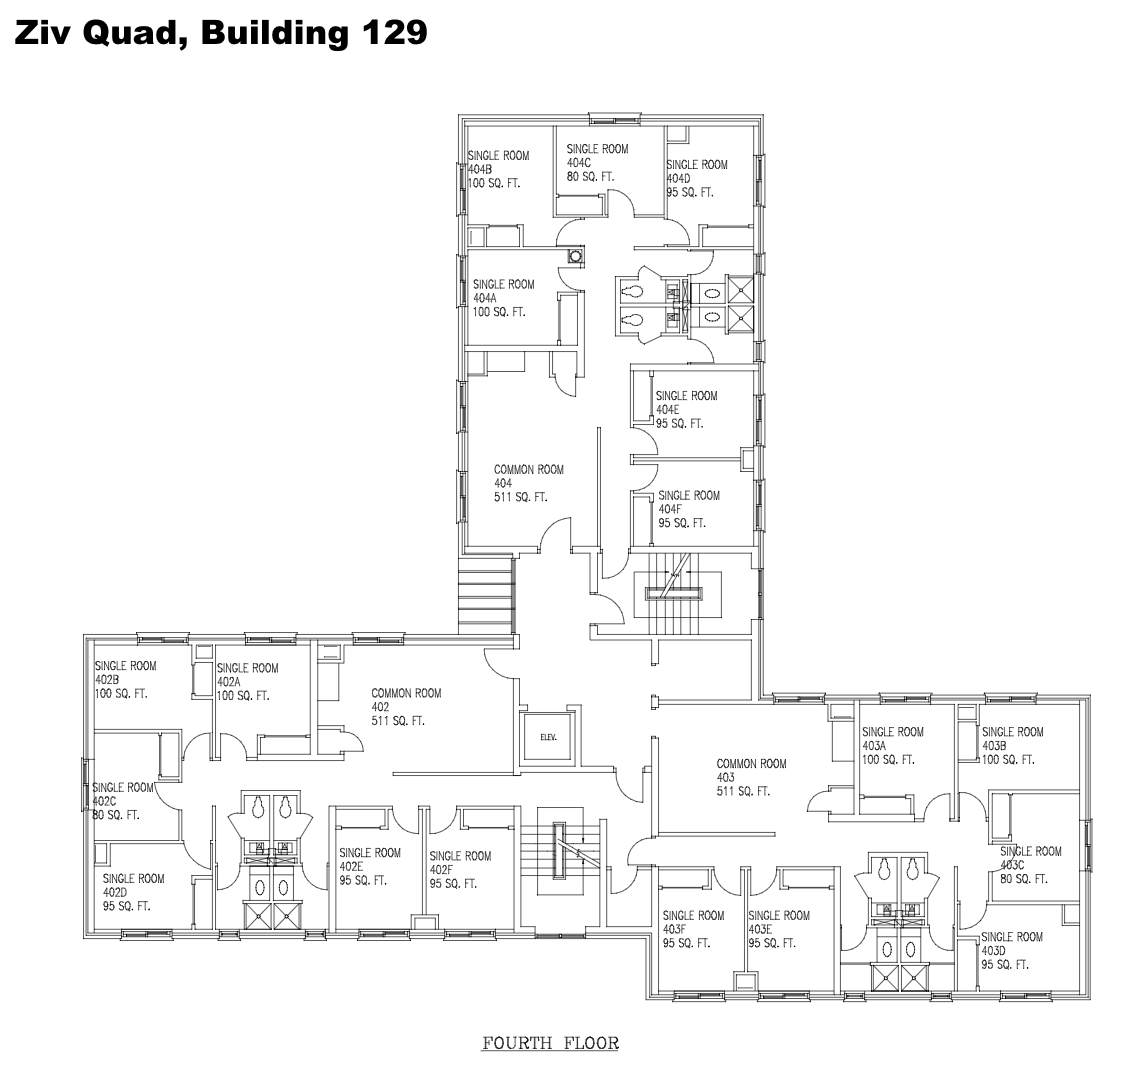 Ziv Quad, Building 129
SINGLE ROOM
404B
100 SQ. FT.
SINGLE ROOM
404C
80 SQ. FT.
SINGLE ROOM
404D
95 SQ. FT.
SINGLE ROOM
404A
100 SQ. FT.
SINGLE ROOM
404E
95 SQ. FT.
COMMON ROOM
404
511 SQ. FT.
SINGLE ROOM
404F
95 SQ. FT.
SINGLE ROOM
402B
100 SQ. FT.
SINGLE ROOM
402A
100 SQ. FT.
COMMON ROOM
402
511 SQ. FT.
ELEV.
SINGLE ROOM
403A
100 SQ. FT.
SINGLE ROOM
403B
100 SQ. FT.
COMMON ROOM
403
511 SQ. FT.
SINGLE ROOM
402C
80 SQ. FT.
SINGLE ROOM
402E
95 SQ. FT.
SINGLE ROOM
402F
95 SQ. FT.
SINGLE ROOM
403C
80 SQ. FT.
SINGLE ROOM
402D
95 SQ. FT.
SINGLE ROOM
403F
95 SQ. FT.
SINGLE ROOM
403E
95 SQ. FT.
SINGLE ROOM
403D
95 SQ. FT.
FOURTH FLOOR